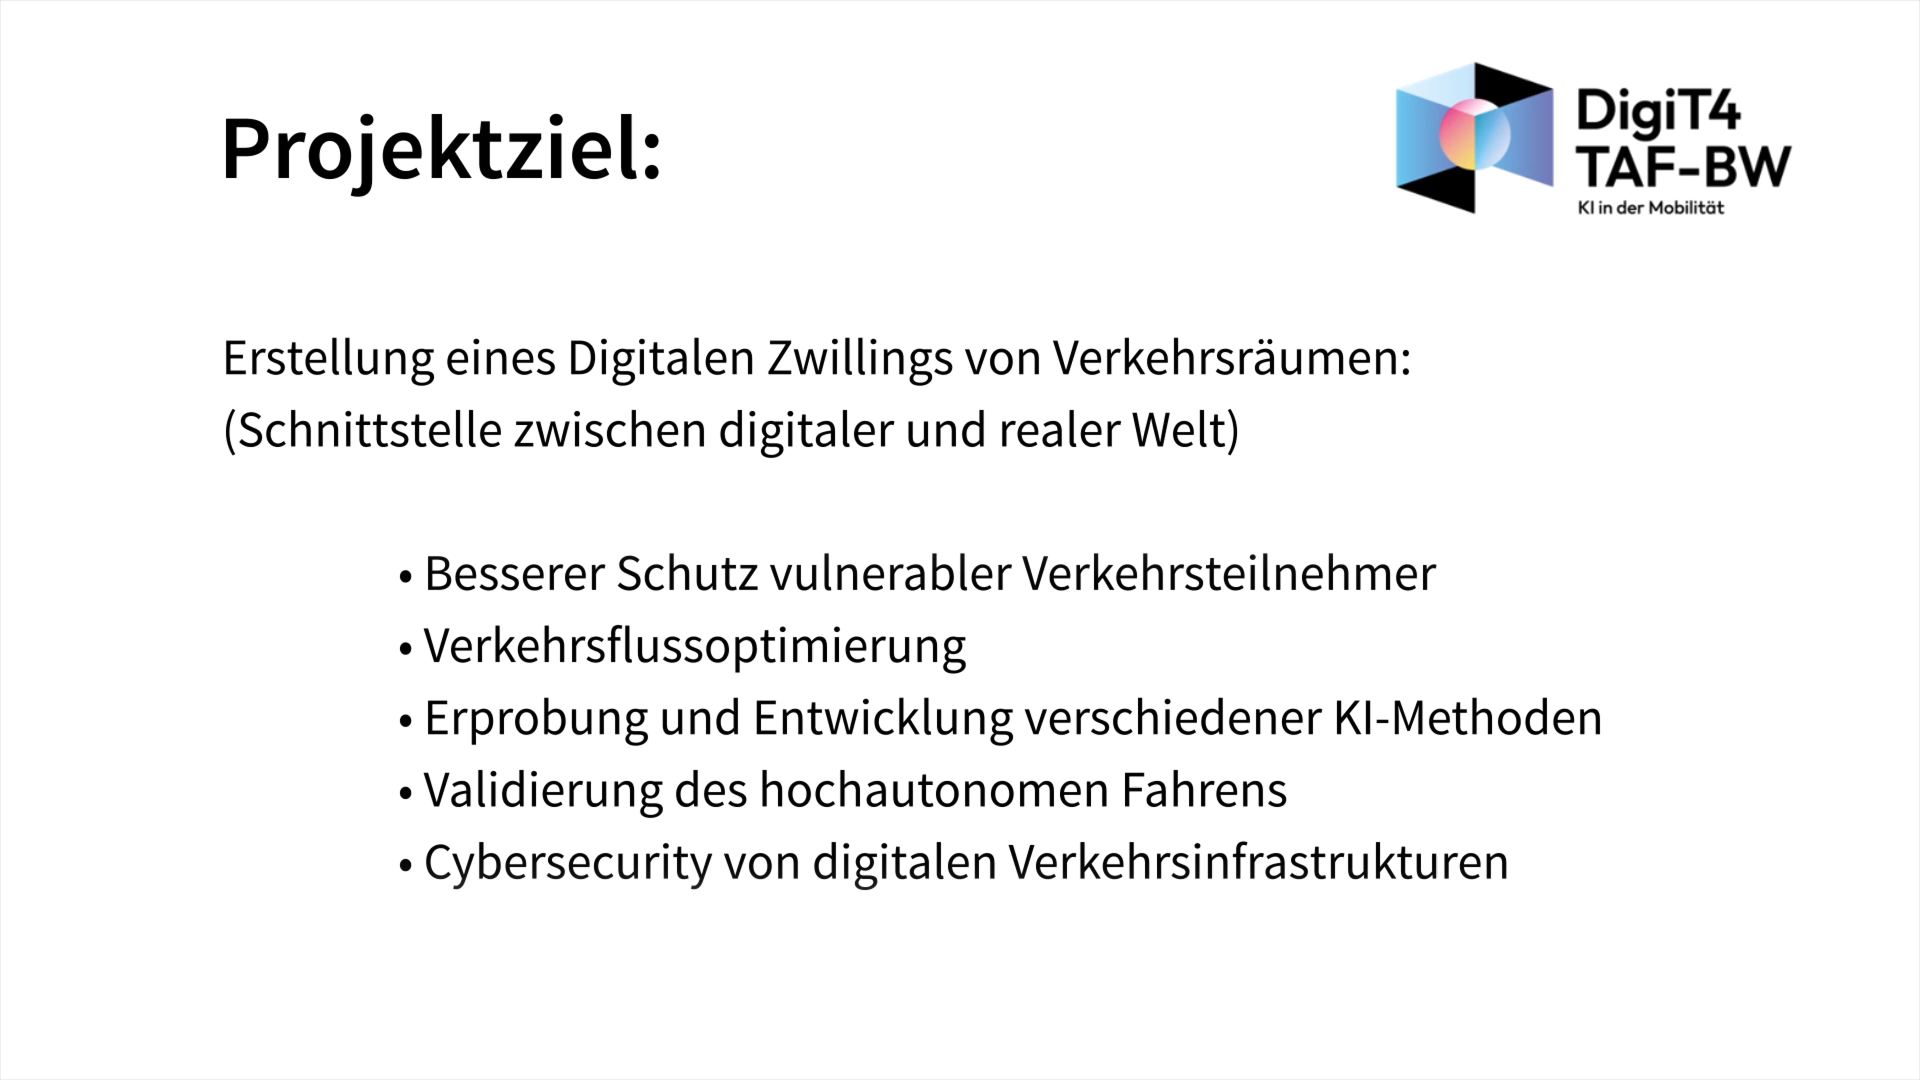 Projektziel:
DigiT4
TAF-BW
KI in der Mobilität
Erstellung eines Digitalen Zwillings von Verkehrsräumen:
(Schnittstelle zwischen digitaler und realer Welt)
• Besserer Schutz vulnerabler Verkehrsteilnehmer
• Verkehrsflussoptimierung
• Erprobung und Entwicklung verschiedener KI-Methoden
• Validierung des hochautonomen Fahrens
• Cybersecurity von digitalen Verkehrsinfrastrukturen